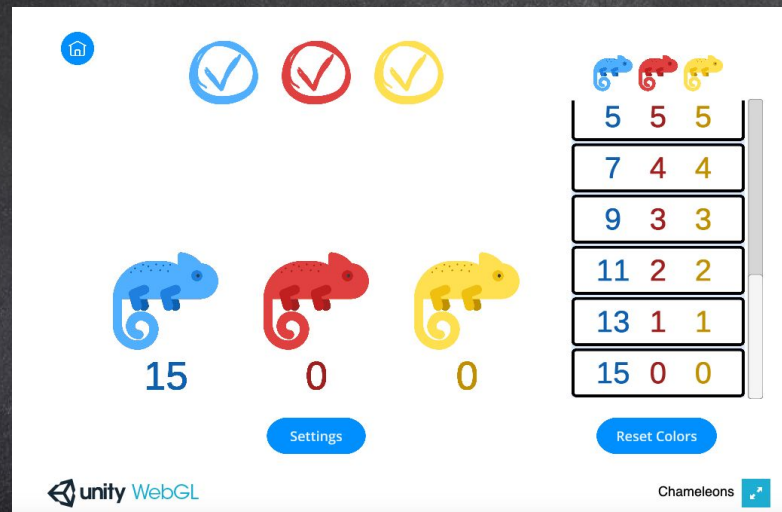 5 5 5
7 4 4
9 3 3
11 2 2
13 1 1
15 0 0
15 0 0
Settings
Reset Colors
unity WebGL
Chameleons